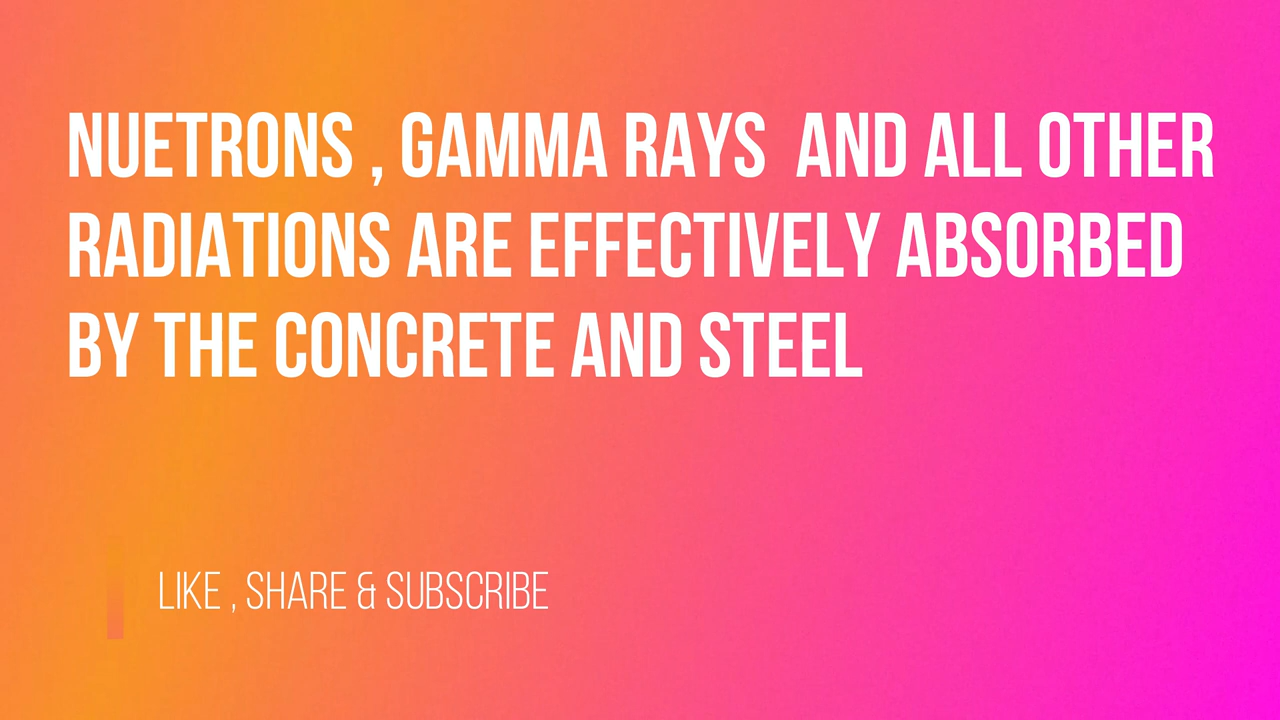 NUETRONS , GAMMA RAYS  AND ALL OTHER
RADIATIONS ARE EFFECTIVELY ABSORBED
BY THE CONCRETE AND STEEL
LIKE , SHARE & SUBSCRIBE